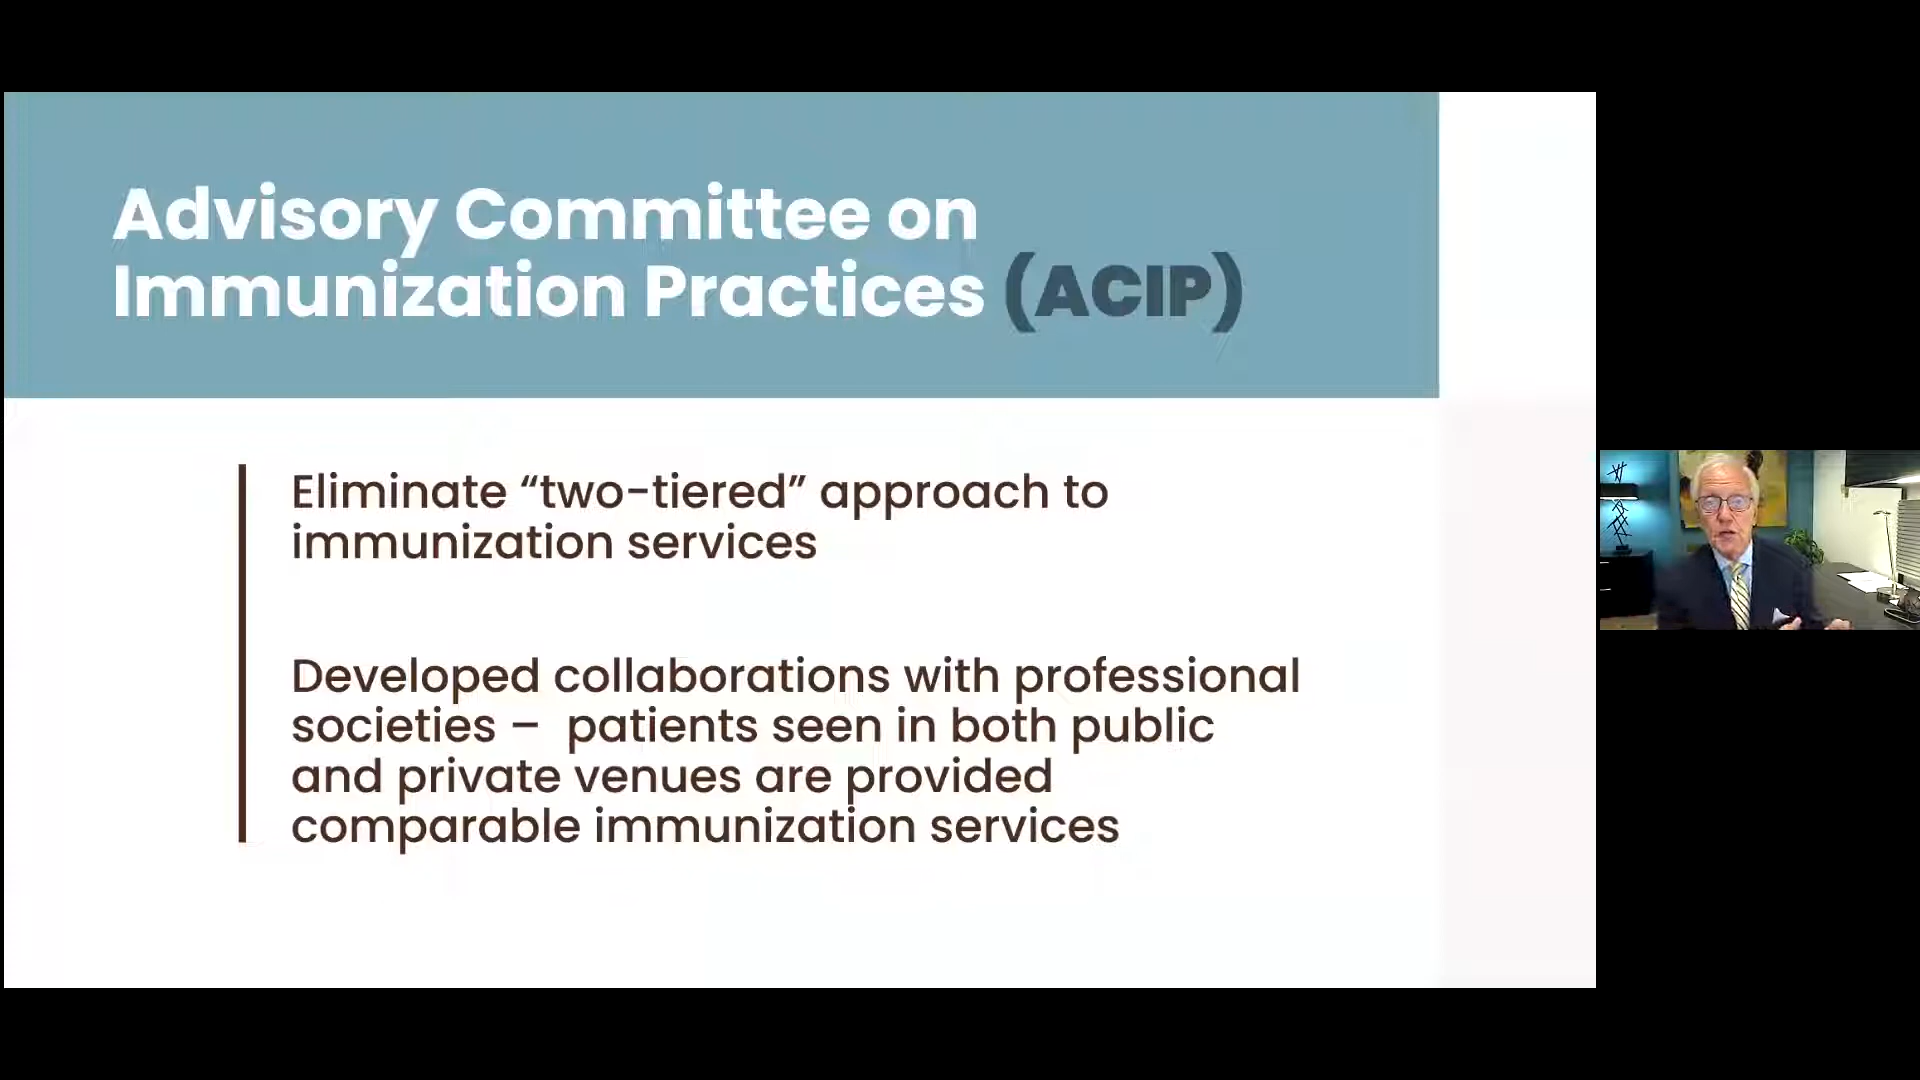 Advisory Committee on
Immunization Practices (ACIP)
Eliminate “two-tiered” approach to
immunization services
Developed collaborations with professional
societies – patients seen in both public
and private venues are provided
comparable immunization services